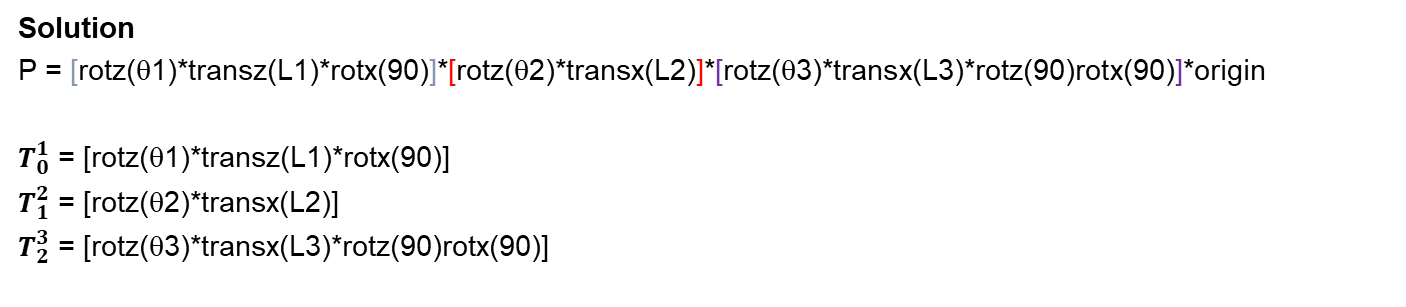 Solution
P = [rotz(θ1)*transz(L1)*rotx(90)]*[rotz(θ2)*transx(L2)]*[rotz(θ3)*transx(L3)*rotz(90)rotx(90)]*origin
T₀¹ = [rotz(θ1)*transz(L1)*rotx(90)]
T₁² = [rotz(θ2)*transx(L2)]
T₂³ = [rotz(θ3)*transx(L3)*rotz(90)rotx(90)]